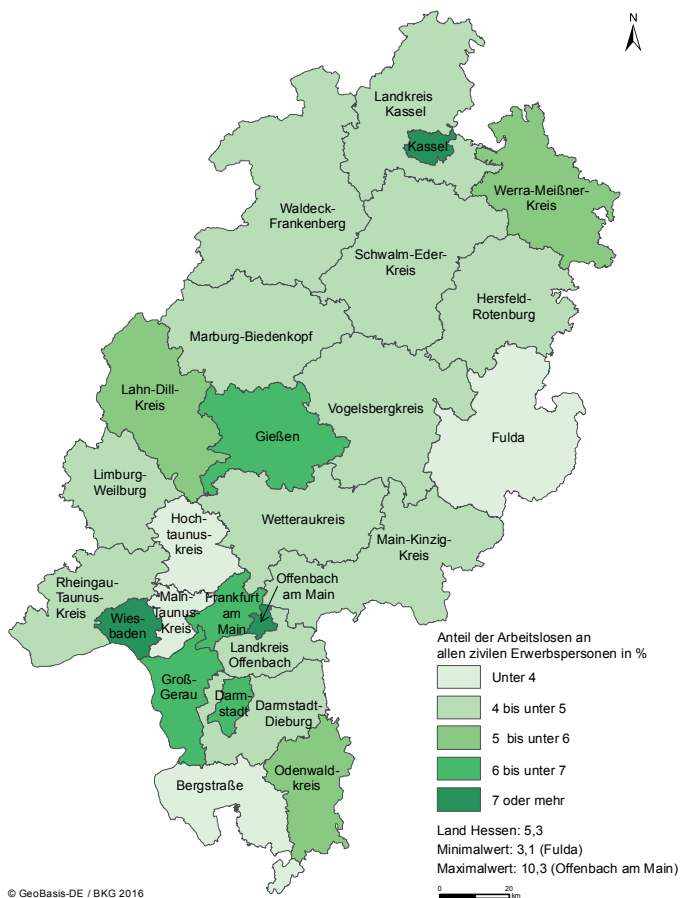 N
Landkreis
Kassel
Kassel
Werra-Meißner-
Kreis
Waldeck-
Frankenberg
Schwalm-Eder-
Kreis
Hersfeld-
Rotenburg
Marburg-Biedenkopf
Lahn-Dill-
Kreis
Vogelsbergkreis
Gießen
Fulda
Limburg-
Weilburg
Hoch-
taunus-
kreis
Wetteraukreis
Main-Kinzig-
Kreis
Rheingau-
Taunus-
Kreis
Main-
Taunus-
Kreis
Frankfurt
am
Main
Offenbach
am Main
Wies-
baden
Landkreis
Offenbach
Groß-
Gerau
Darm-
stadt
Darmstadt-
Dieburg
Bergstraße
Odenwald-
kreis
Anteil der Arbeitslosen an
allen zivilen Erwerbspersonen in %
Unter 4
4 bis unter 5
5 bis unter 6
6 bis unter 7
7 oder mehr
Land Hessen: 5,3
Minimalwert: 3,1 (Fulda)
Maximalwert: 10,3 (Offenbach am Main)
0 20
km
© GeoBasis-DE / BKG 2016